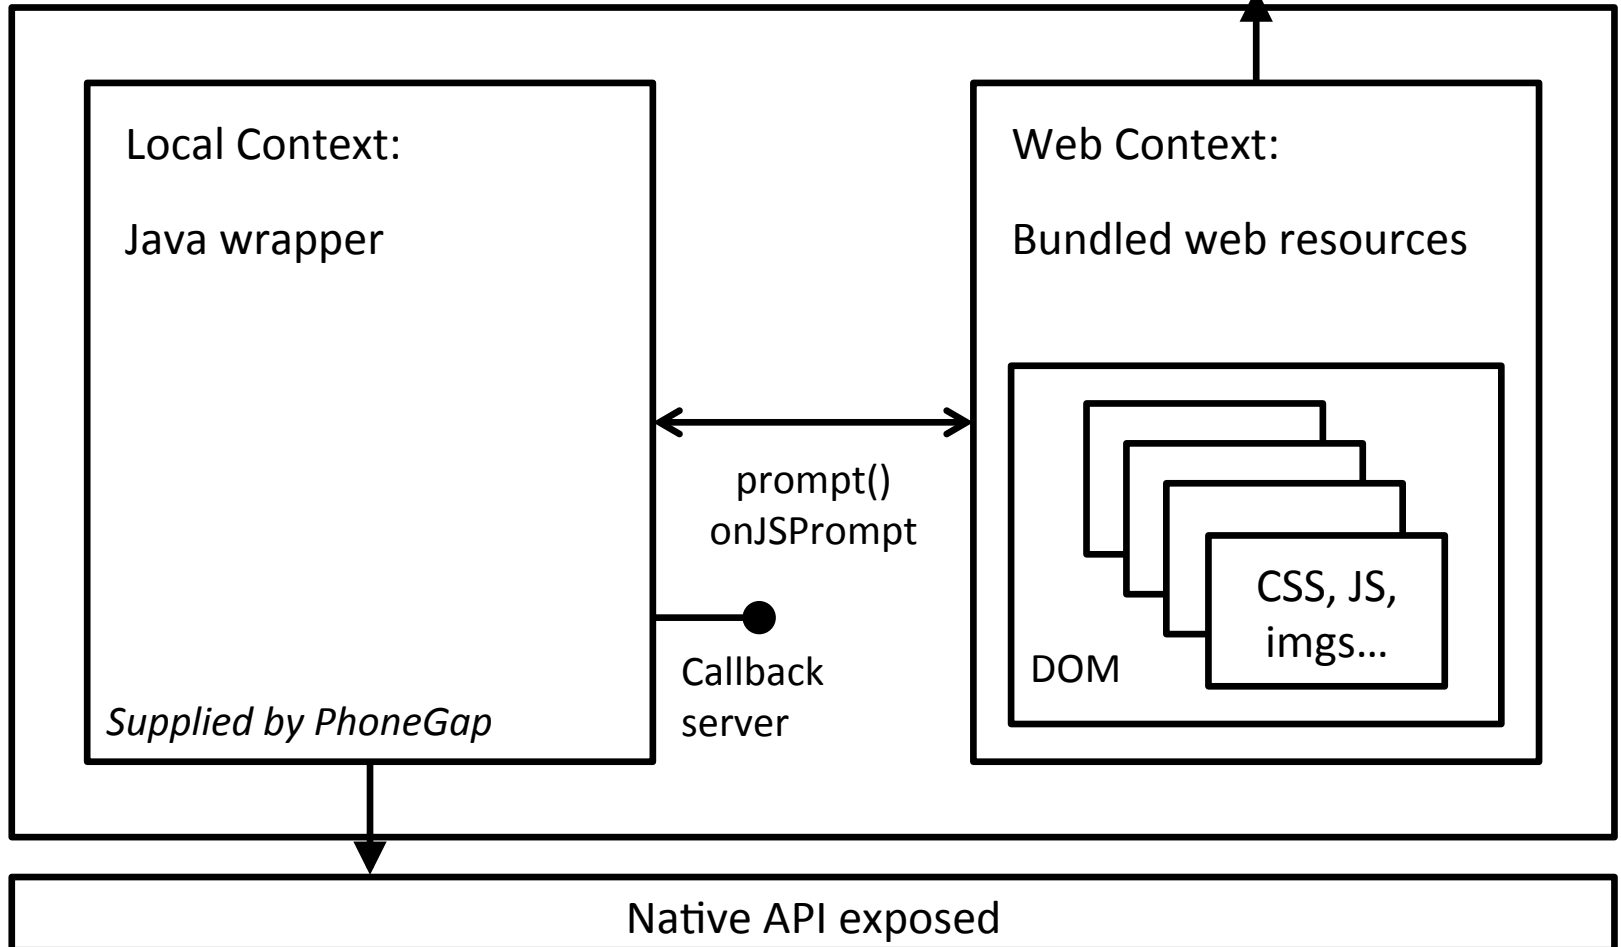 Local Context:
Java wrapper
Supplied by PhoneGap
prompt()
onJSPrompt
Callback
server
Web Context:
Bundled web resources
CSS, JS,
imgs...
DOM
Native API exposed